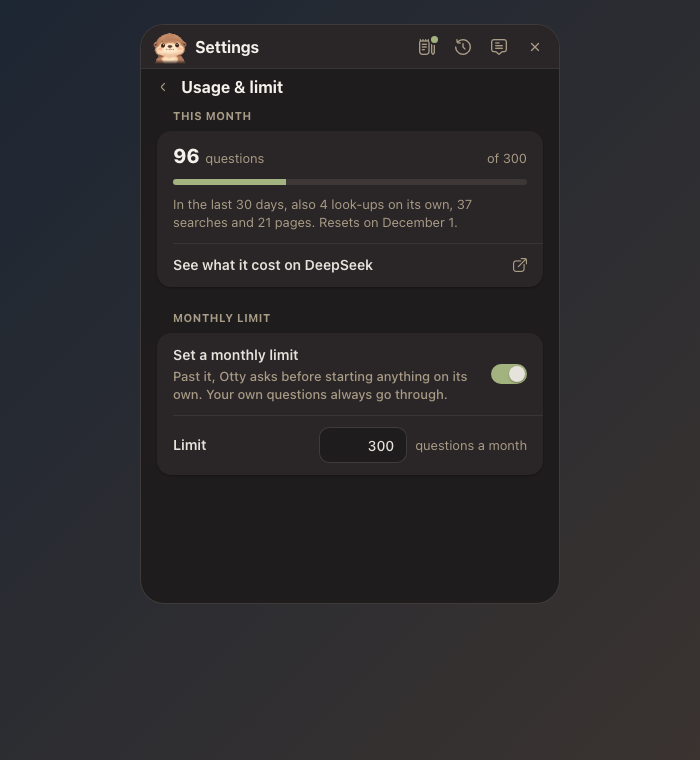 Settings
Usage & limit
THIS MONTH
96 questions
of 300
In the last 30 days, also 4 look-ups on its own, 37
searches and 21 pages. Resets on December 1.
See what it cost on DeepSeek
MONTHLY LIMIT
Set a monthly limit
Past it, Otty asks before starting anything on its
own. Your own questions always go through.
Limit
300
questions a month